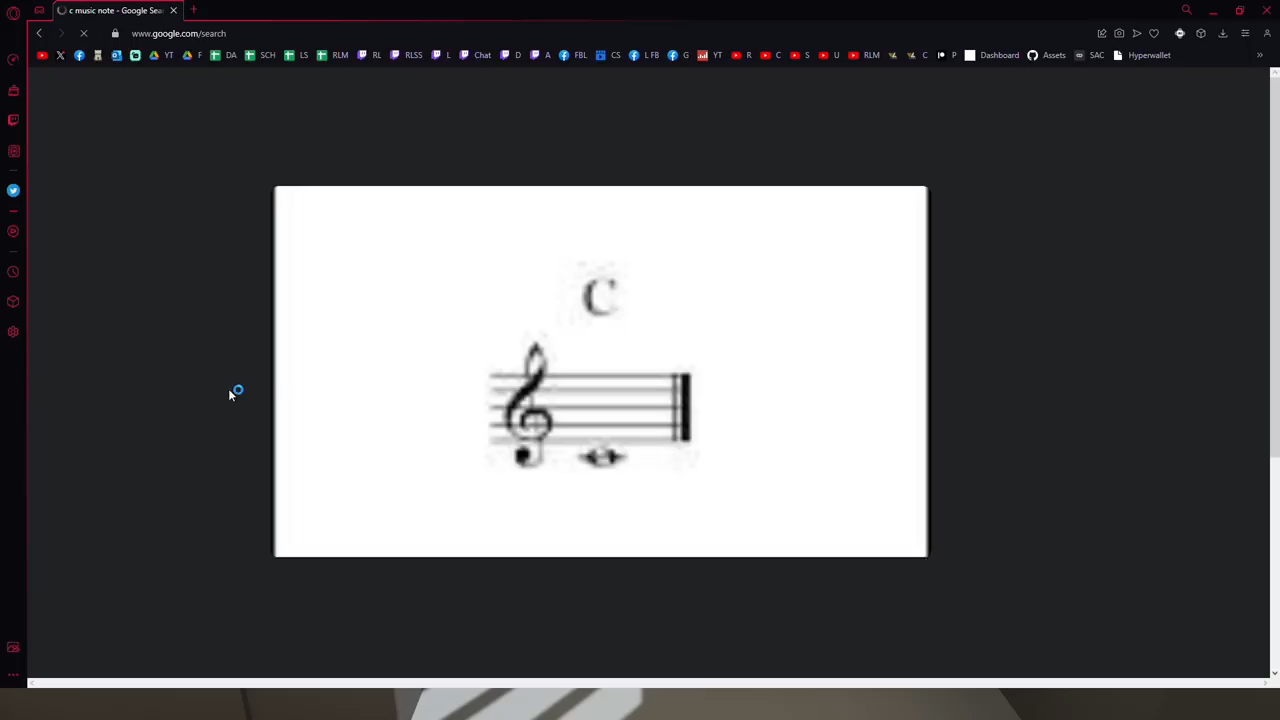 c music note - Google Sea
www.google.com/search
YT F DA SCH LS RLM RL RLSS L Chat D A FBL CS L FB G YT R C S U RLM C P Dashboard Assets SAC Hyperwallet
C